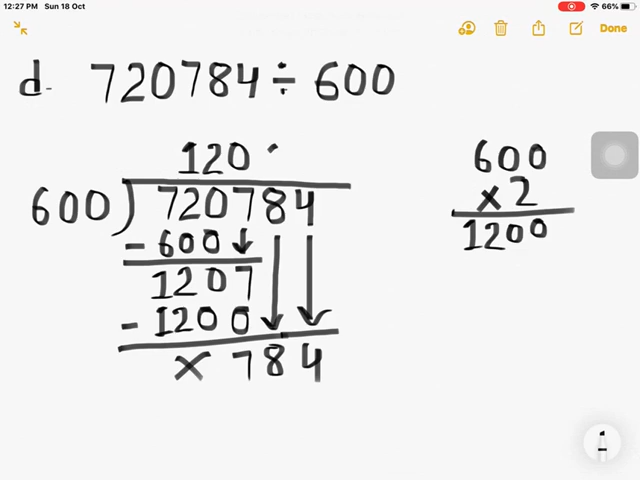 12:27 PM Sun 18 Oct
66%
Done
d. 720784 ÷ 600
120
600 ) 720784
- 600
1207
- 1200
x 784
600
x 2
1200